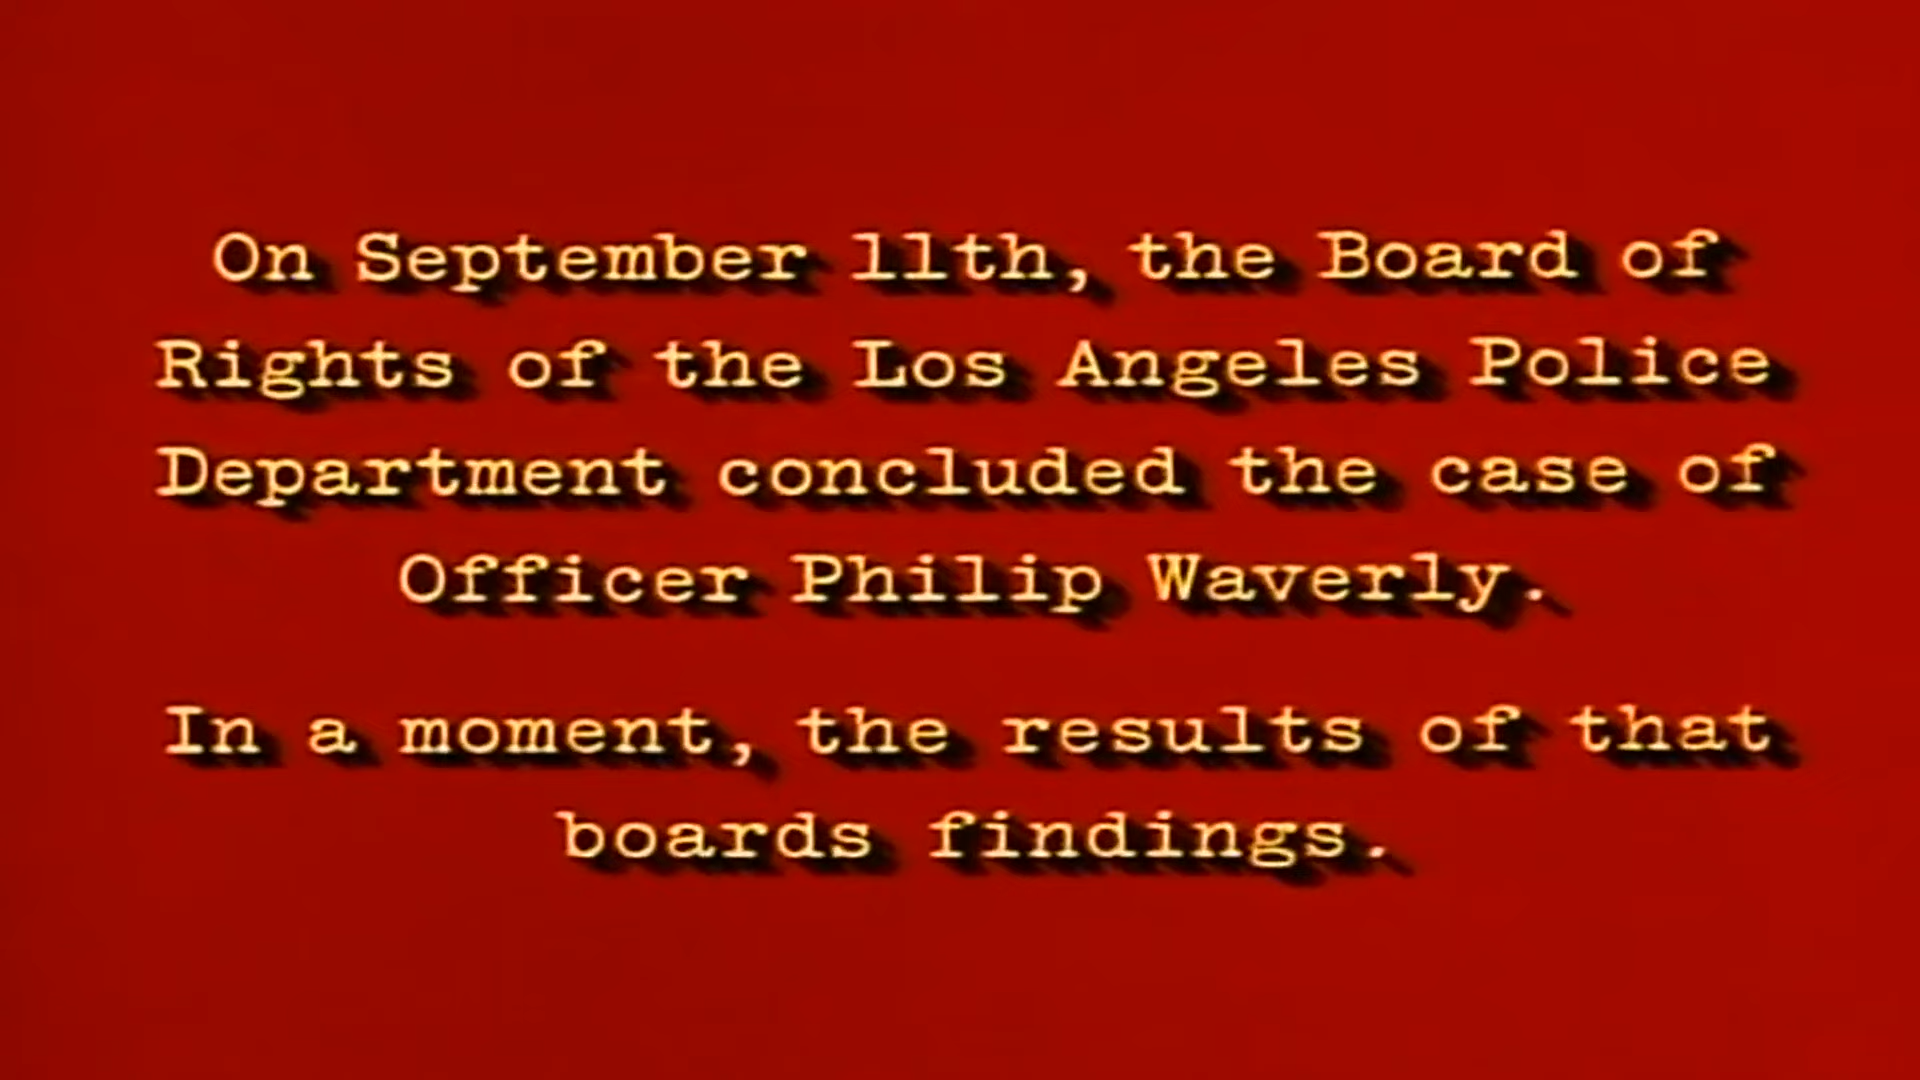 On September 11th, the Board of
Rights of the Los Angeles Police
Department concluded the case of
Officer Philip Waverly.
In a moment, the results of that
boards findings.